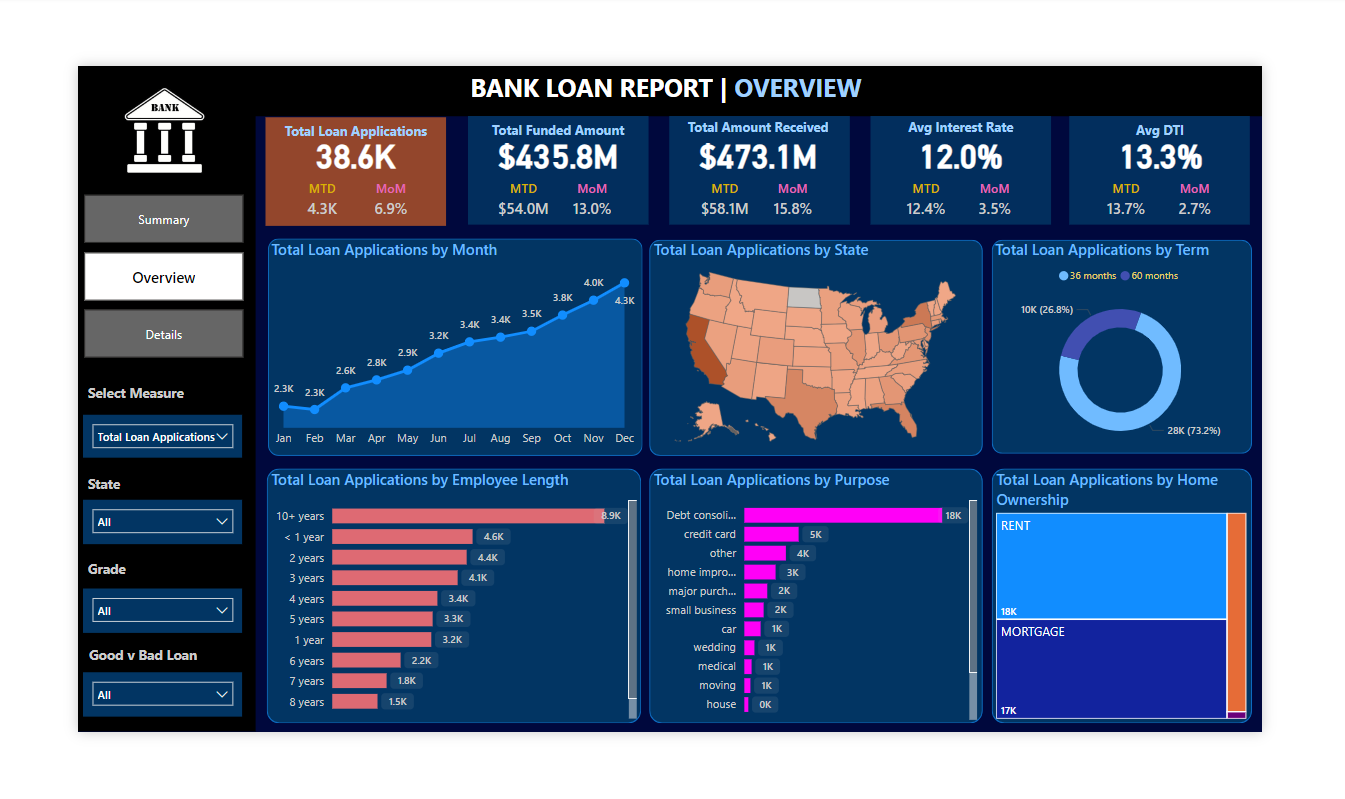 BANK LOAN REPORT | OVERVIEW
BANK
Summary
Overview
Details
Select Measure
Total Loan Applications
State
All
Grade
All
Good v Bad Loan
All
Total Loan Applications
38.6K
MTD MoM
4.3K 6.9%
Total Funded Amount
$435.8M
MTD MoM
$54.0M 13.0%
Total Amount Received
$473.1M
MTD MoM
$58.1M 15.8%
Avg Interest Rate
12.0%
MTD MoM
12.4% 3.5%
Avg DTI
13.3%
MTD MoM
13.7% 2.7%
Total Loan Applications by Month
2.3K 2.3K 2.6K 2.8K 2.9K 3.2K 3.4K 3.4K 3.5K 3.8K 4.0K 4.3K
Jan Feb Mar Apr May Jun Jul Aug Sep Oct Nov Dec
Total Loan Applications by State
Total Loan Applications by Term
36 months 60 months
10K (26.8%)
28K (73.2%)
Total Loan Applications by Employee Length
10+ years 8.9K
< 1 year 4.6K
2 years 4.4K
3 years 4.1K
4 years 3.4K
5 years 3.3K
1 year 3.2K
6 years 2.2K
7 years 1.8K
8 years 1.5K
Total Loan Applications by Purpose
Debt consoli... 18K
credit card 5K
other 4K
home impro... 3K
major purch... 2K
small business 2K
car 1K
wedding 1K
medical 1K
moving 1K
house 0K
Total Loan Applications by Home
Ownership
RENT
18K
MORTGAGE
17K